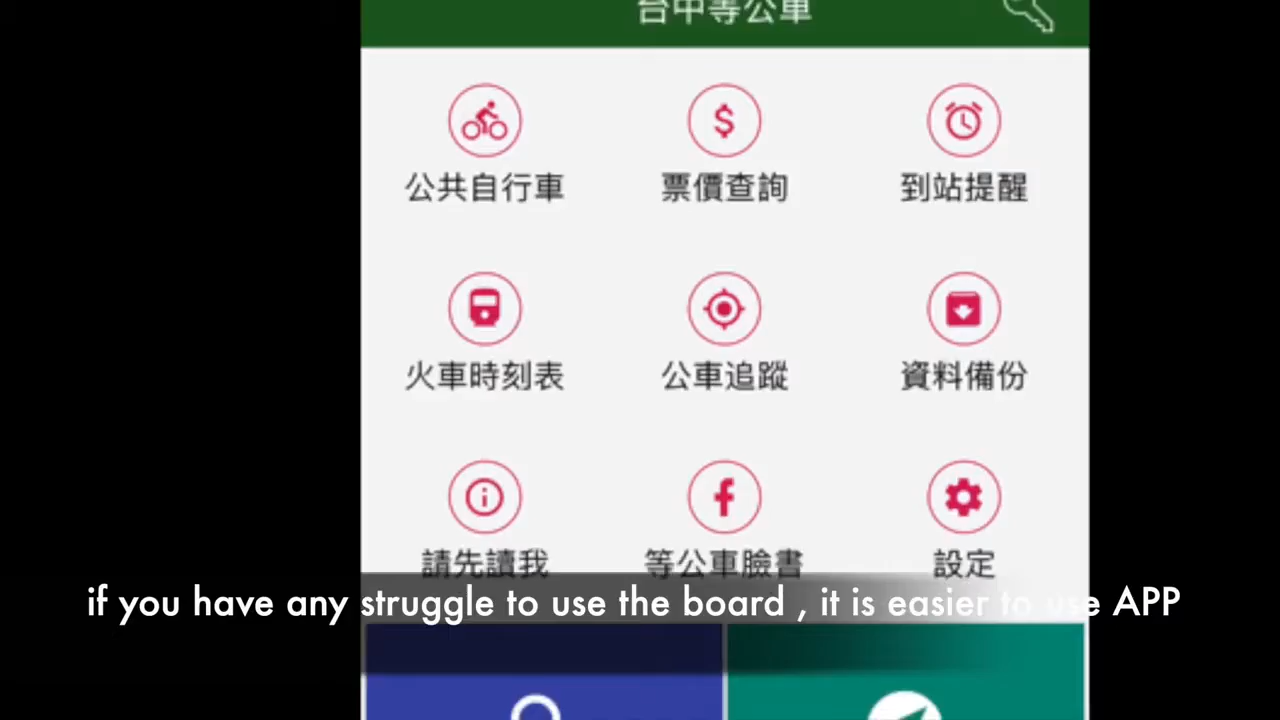 台中等公車
公共自行車 票價查詢 到站提醒
火車時刻表 公車追蹤 資料備份
請先讀我 等公車臉書 設定
if you have any struggle to use the board , it is easier to use APP